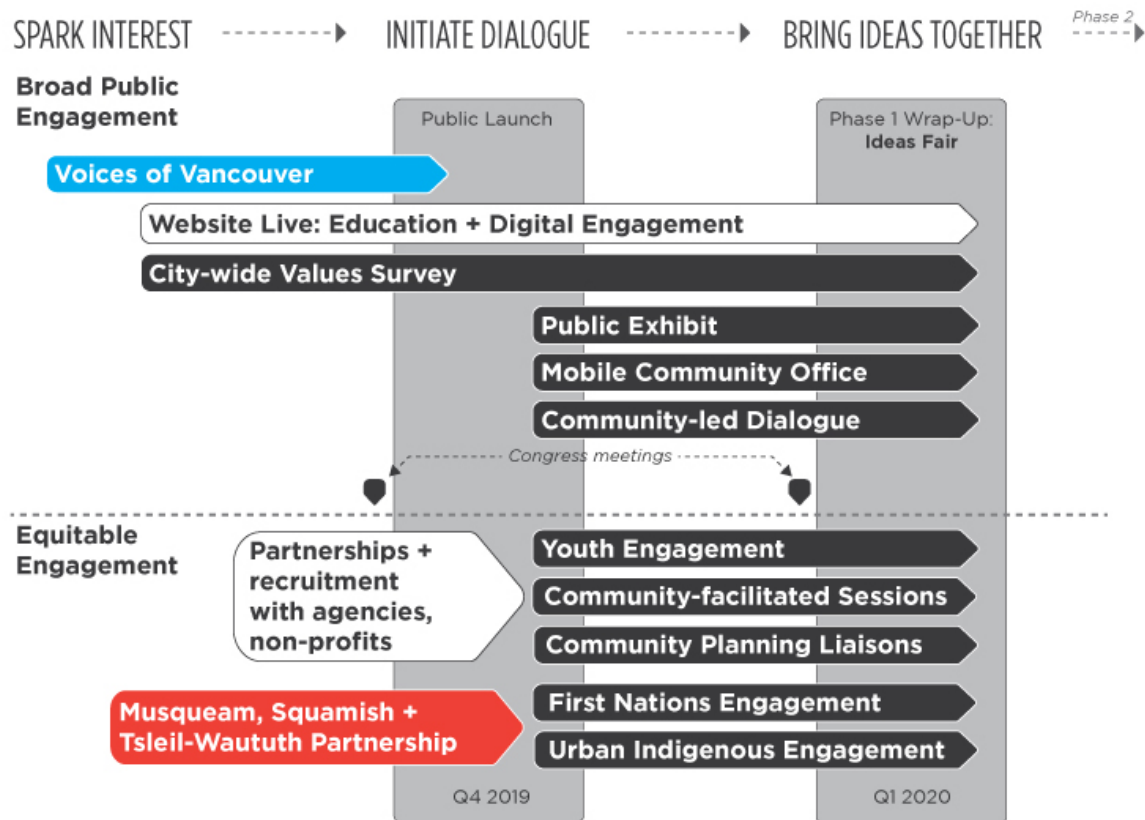 SPARK INTEREST
INITIATE DIALOGUE
BRING IDEAS TOGETHER
Phase 2
Broad Public
Engagement
Public Launch
Phase 1 Wrap-Up:
Ideas Fair
Voices of Vancouver
Website Live: Education + Digital Engagement
City-wide Values Survey
Public Exhibit
Mobile Community Office
Community-led Dialogue
Congress meetings
Equitable
Engagement
Partnerships +
recruitment
with agencies,
non-profits
Youth Engagement
Community-facilitated Sessions
Community Planning Liaisons
Musqueam, Squamish +
Tsleil-Waututh Partnership
First Nations Engagement
Urban Indigenous Engagement
Q4 2019
Q1 2020